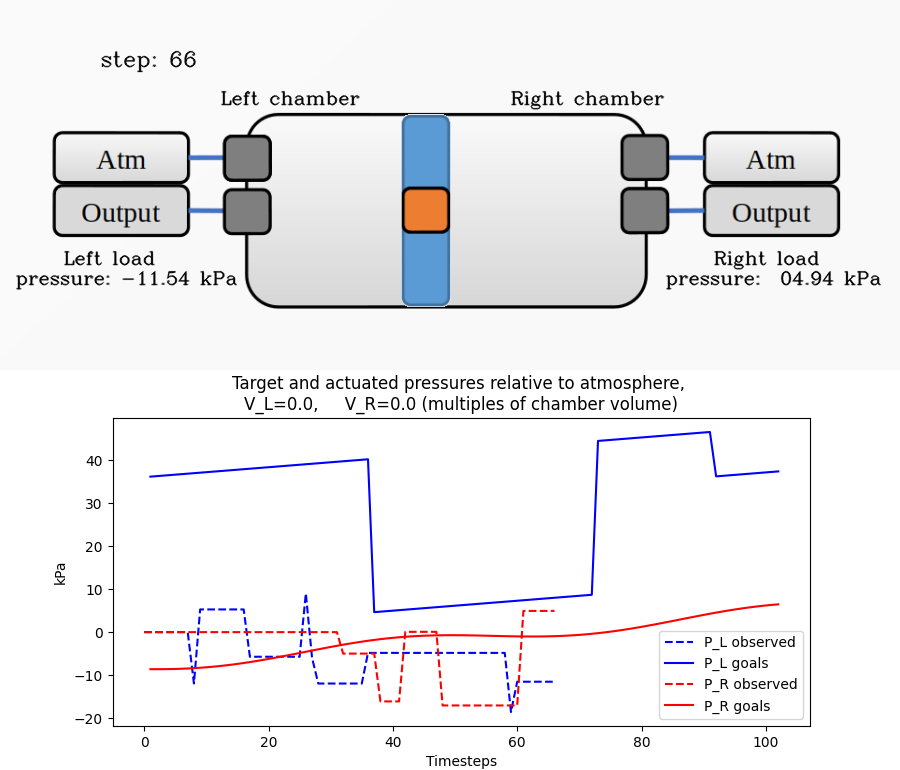 step: 66
Left chamber
Right chamber
Atm
Atm
Output
Output
Left load
pressure: −11.54 kPa
Right load
pressure: 04.94 kPa
Target and actuated pressures relative to atmosphere,
V_L=0.0, V_R=0.0 (multiples of chamber volume)
40
30
20
10
0
−10
−20
kPa
P_L observed
P_L goals
P_R observed
P_R goals
0 20 40 60 80 100
Timesteps